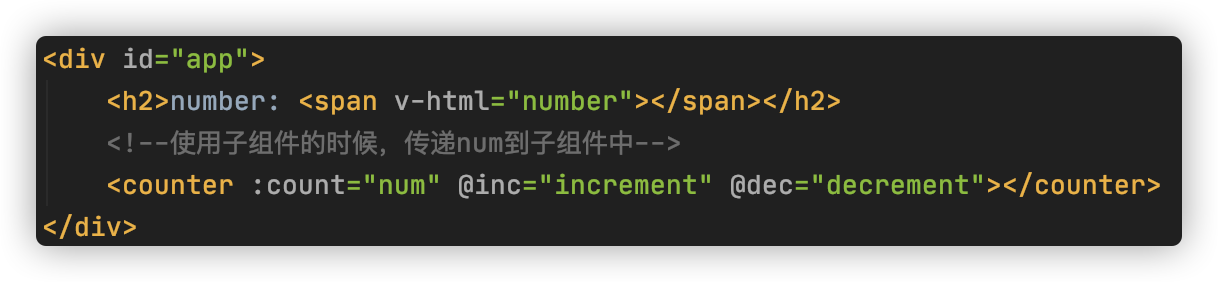 <div id="app">
    <h2>number: <span v-html="number"></span></h2>
    <!--使用子组件的时候，传递num到子组件中-->
    <counter :count="num" @inc="increment" @dec="decrement"></counter>
</div>